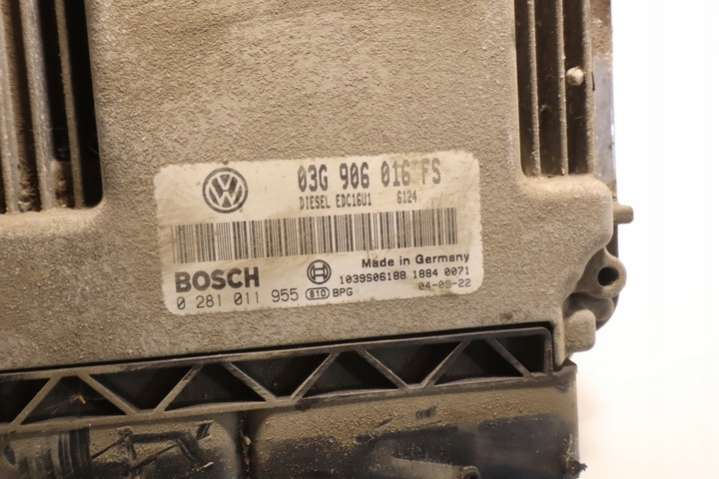 03G 906 016 FS
DIESEL EDC16U1 6124
Made in Germany
BOSCH
1039S06188 1884 0071
0 281 011 955 610 BPG 04-09-22